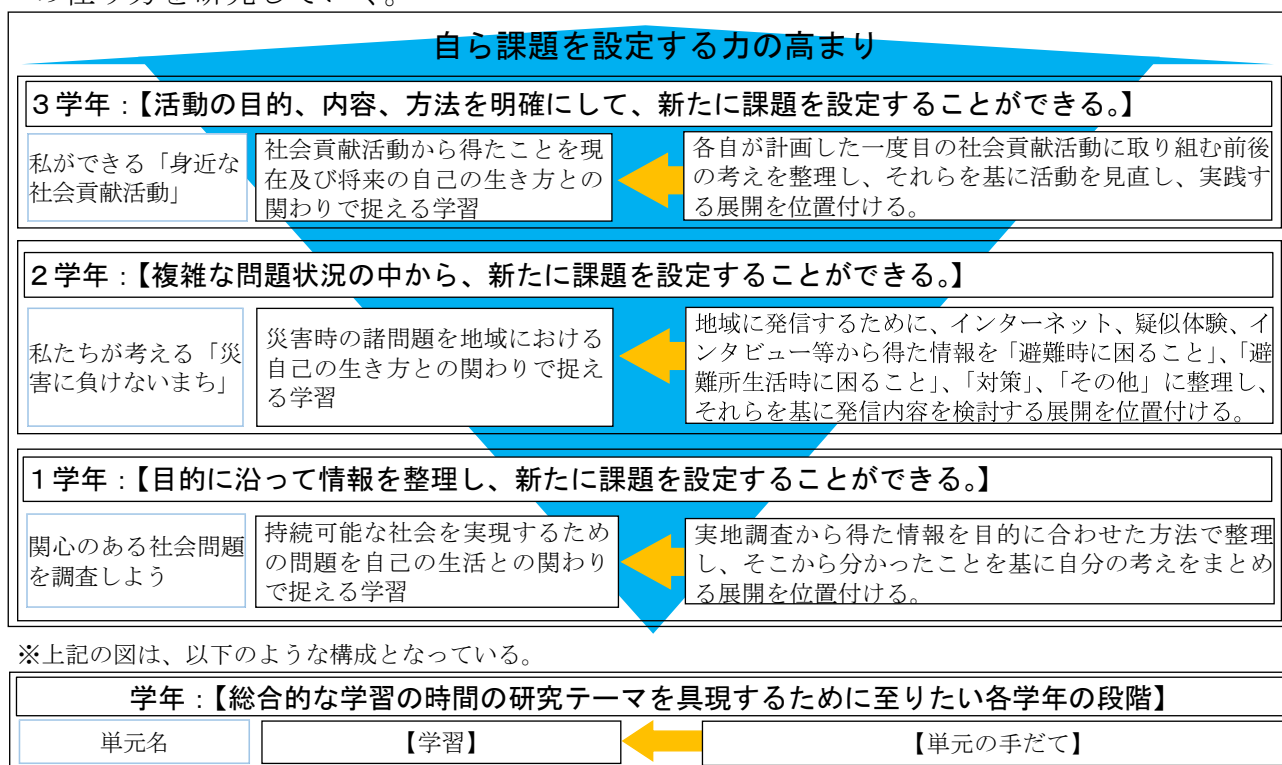 の在り方を研究していく。
自ら課題を設定する力の高まり
3学年:【活動の目的、内容、方法を明確にして、新たに課題を設定することができる。】
私ができる「身近な
社会貢献活動」
社会貢献活動から得たことを現
在及び将来の自己の生き方との
関わりで捉える学習
各自が計画した一度目の社会貢献活動に取り組む前後
の考えを整理し、それらを基に活動を見直し、実践す
る展開を位置付ける。
2学年:【複雑な問題状況の中から、新たに課題を設定することができる。】
私たちが考える「災
害に負けないまち」
災害時の諸問題を地域における
自己の生き方との関わりで捉え
る学習
地域に発信するために、インターネット、疑似体験、イ
ンタビュー等から得た情報を「避難時に困ること」、「避
難所生活時に困ること」、「対策」、「その他」に整理し、
それらを基に発信内容を検討する展開を位置付ける。
1学年:【目的に沿って情報を整理し、新たに課題を設定することができる。】
関心のある社会問題
を調査しよう
持続可能な社会を実現するため
の問題を自己の生活との関わり
で捉える学習
実地調査から得た情報を目的に合わせた方法で整理
し、そこから分かったことを基に自分の考えをまとめ
る展開を位置付ける。
※上記の図は、以下のような構成となっている。
学年:【総合的な学習の時間の研究テーマを具現するために至りたい各学年の段階】
単元名
【学習】
【単元の手だて】